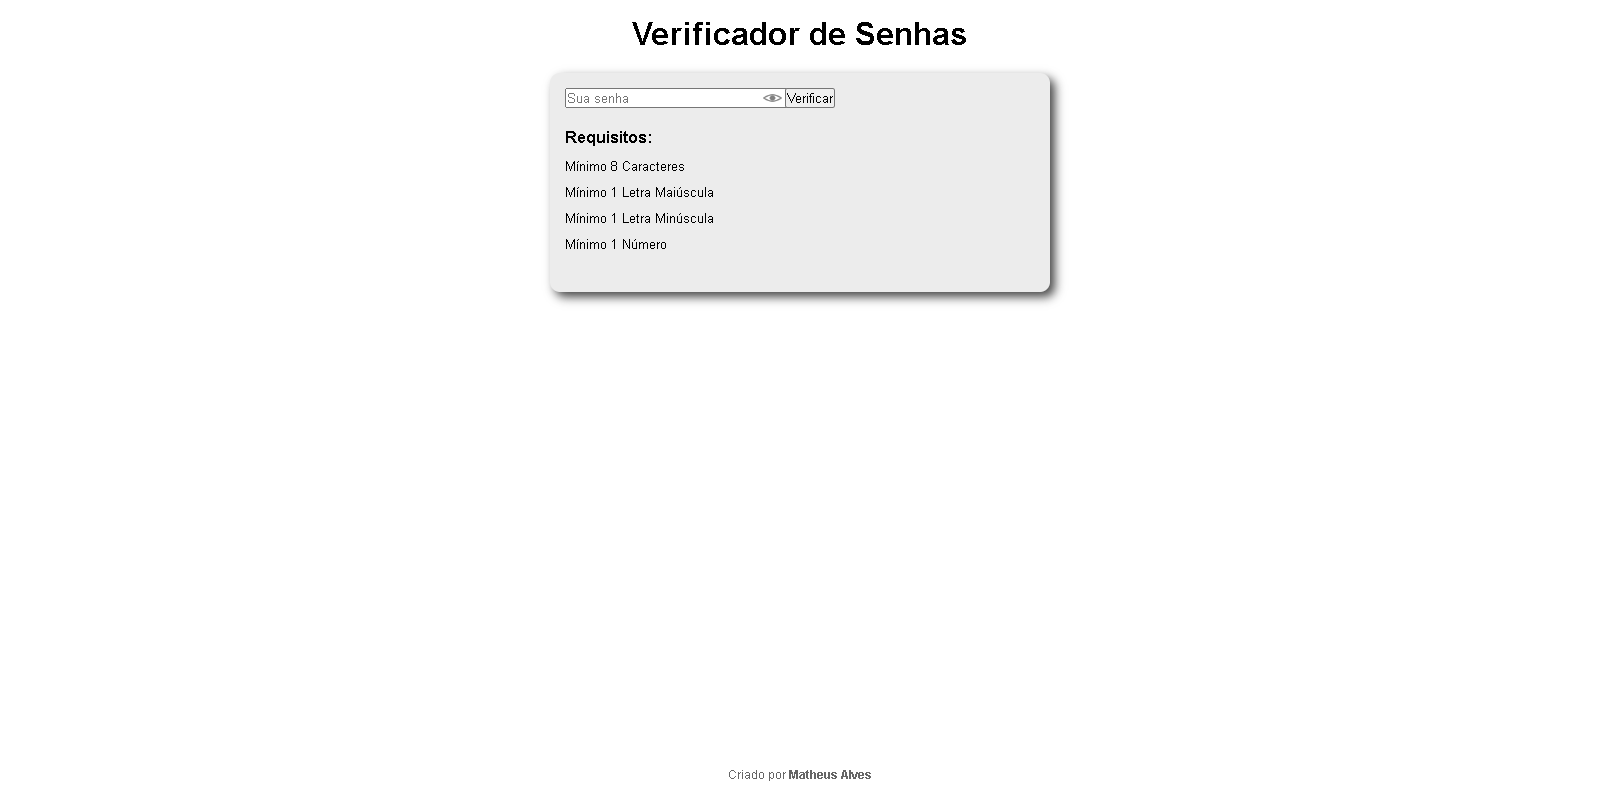 Verificador de Senhas
Sua senha Verificar
Requisitos:
Mínimo 8 Caracteres
Mínimo 1 Letra Maiúscula
Mínimo 1 Letra Minúscula
Mínimo 1 Número
Criado por Matheus Alves